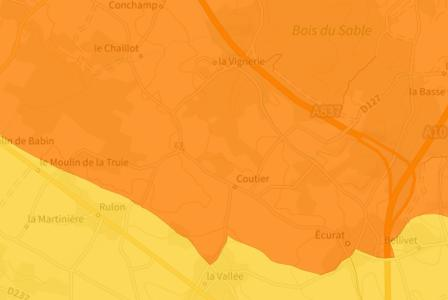 Conchamp
Bois du Sable
le Chaillot
la Vignerie
la Basse
A837
D127
A10
lin de Babin
le Moulin de la Truie
Coutier
Rulon
la Martinière
Écurat
Bellivet
la Vallée
D237